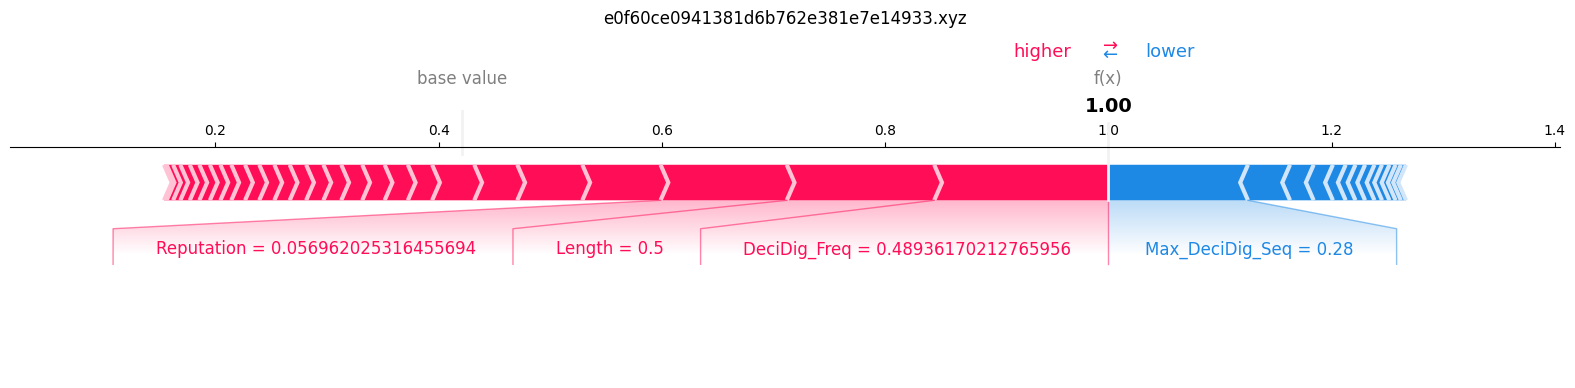 e0f60ce0941381d6b762e381e7e14933.xyz
higher ⇄ lower
base value f(x)
1.00
0.2 0.4 0.6 0.8 1.0 1.2 1.4
Reputation = 0.056962025316455694 Length = 0.5 DeciDig_Freq = 0.48936170212765956 Max_DeciDig_Seq = 0.28